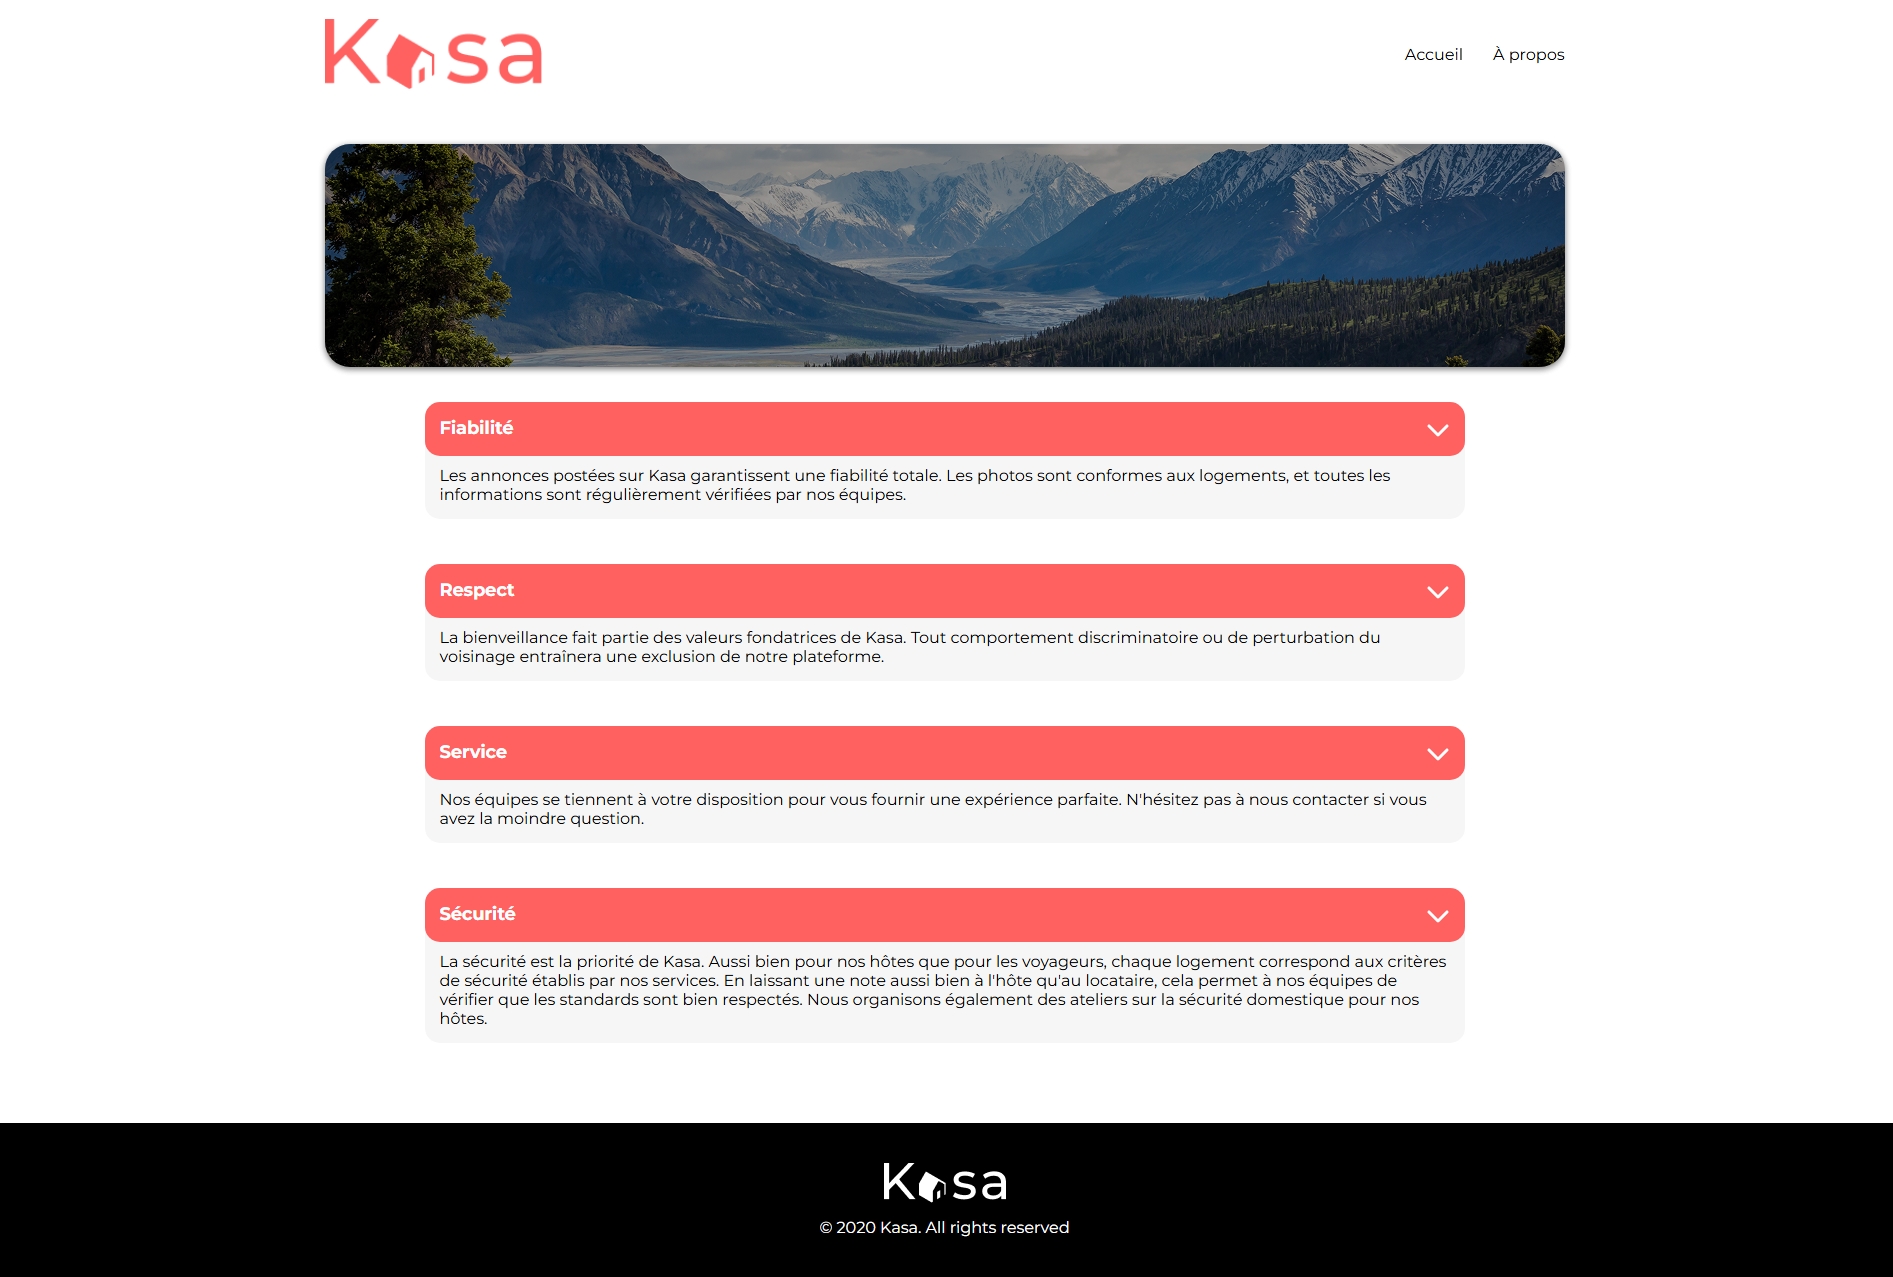 Kasa
Accueil
À propos
Fiabilité
Les annonces postées sur Kasa garantissent une fiabilité totale. Les photos sont conformes aux logements, et toutes les
informations sont régulièrement vérifiées par nos équipes.
Respect
La bienveillance fait partie des valeurs fondatrices de Kasa. Tout comportement discriminatoire ou de perturbation du
voisinage entraînera une exclusion de notre plateforme.
Service
Nos équipes se tiennent à votre disposition pour vous fournir une expérience parfaite. N'hésitez pas à nous contacter si vous
avez la moindre question.
Sécurité
La sécurité est la priorité de Kasa. Aussi bien pour nos hôtes que pour les voyageurs, chaque logement correspond aux critères
de sécurité établis par nos services. En laissant une note aussi bien à l'hôte qu'au locataire, cela permet à nos équipes de
vérifier que les standards sont bien respectés. Nous organisons également des ateliers sur la sécurité domestique pour nos
hôtes.
Kasa
© 2020 Kasa. All rights reserved